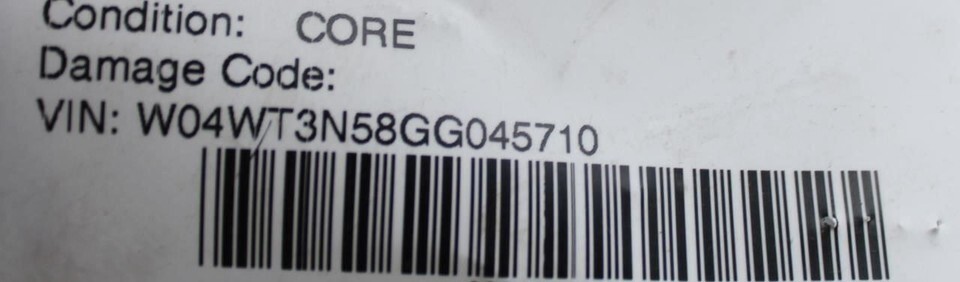 Condition: CORE
Damage Code:
VIN: W04WT3N58GG045710